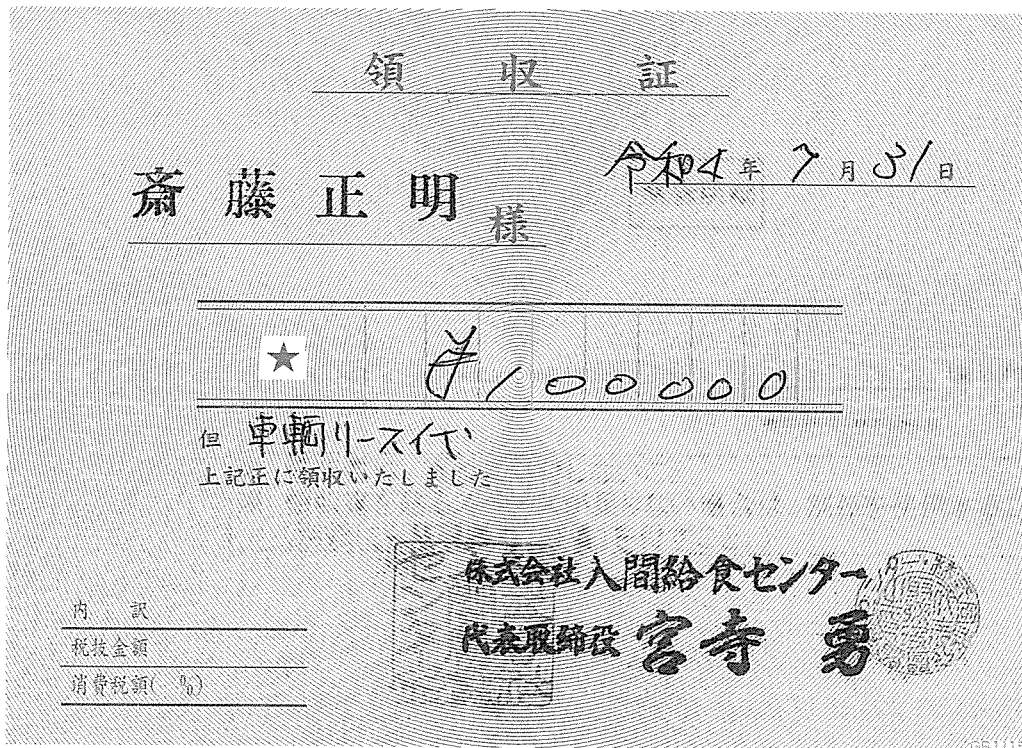 領収証
令和4年7月31日
斎藤正明様
★ ¥100000
但 車輌リース代
上記正に領収いたしました
株式会社入間給食センター
代表取締役 宮寺勇
内訳
税抜金額
消費税額( %)